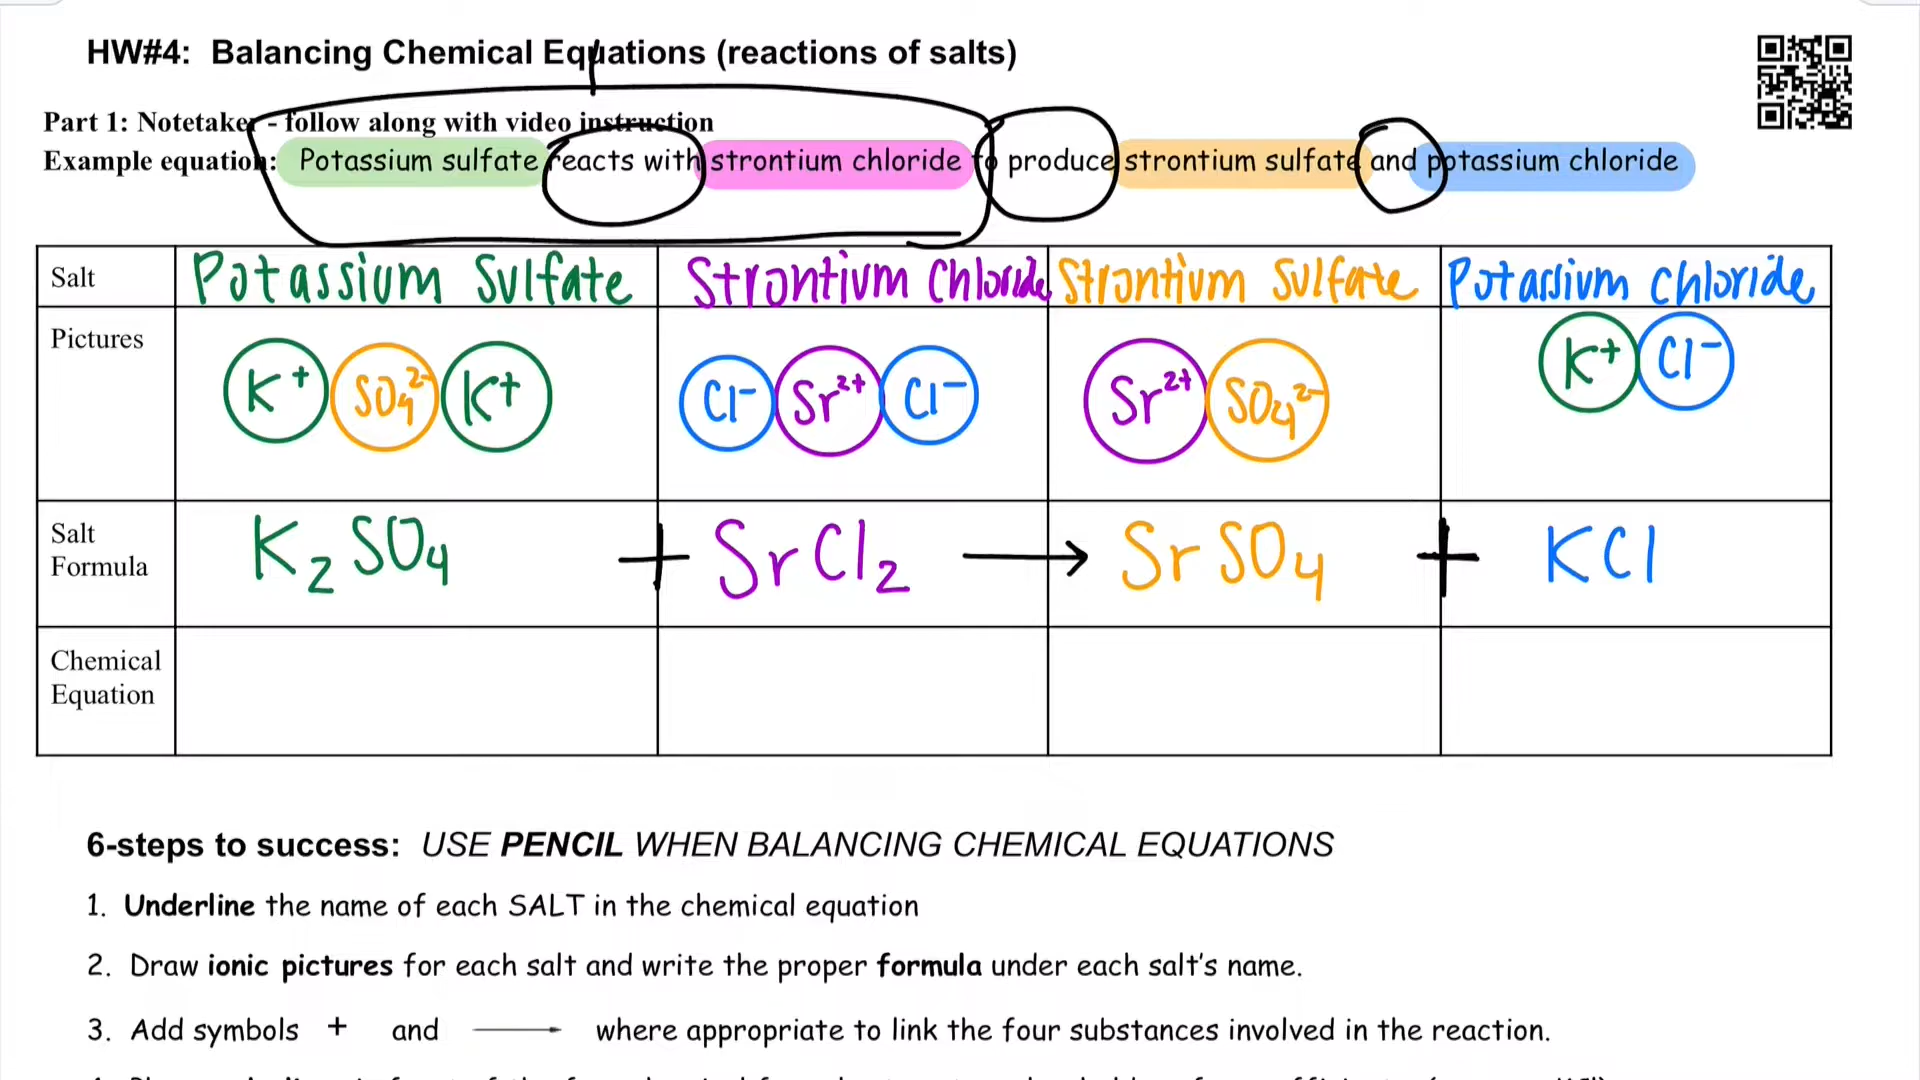 HW#4: Balancing Chemical Equations (reactions of salts)
Part 1: Notetaker - follow along with video instruction
Example equation: Potassium sulfate reacts with strontium chloride to produce strontium sulfate and potassium chloride
Salt Potassium Sulfate Strontium Chloride Strontium Sulfate Potassium chloride
Pictures K⁺ SO₄²⁻ K⁺ Cl⁻ Sr²⁺ Cl⁻ Sr²⁺ SO₄²⁻ K⁺ Cl⁻
Salt
Formula K₂SO₄ + SrCl₂ → SrSO₄ + KCl
Chemical
Equation
6-steps to success: USE PENCIL WHEN BALANCING CHEMICAL EQUATIONS
1. Underline the name of each SALT in the chemical equation
2. Draw ionic pictures for each salt and write the proper formula under each salt's name.
3. Add symbols + and → where appropriate to link the four substances involved in the reaction.